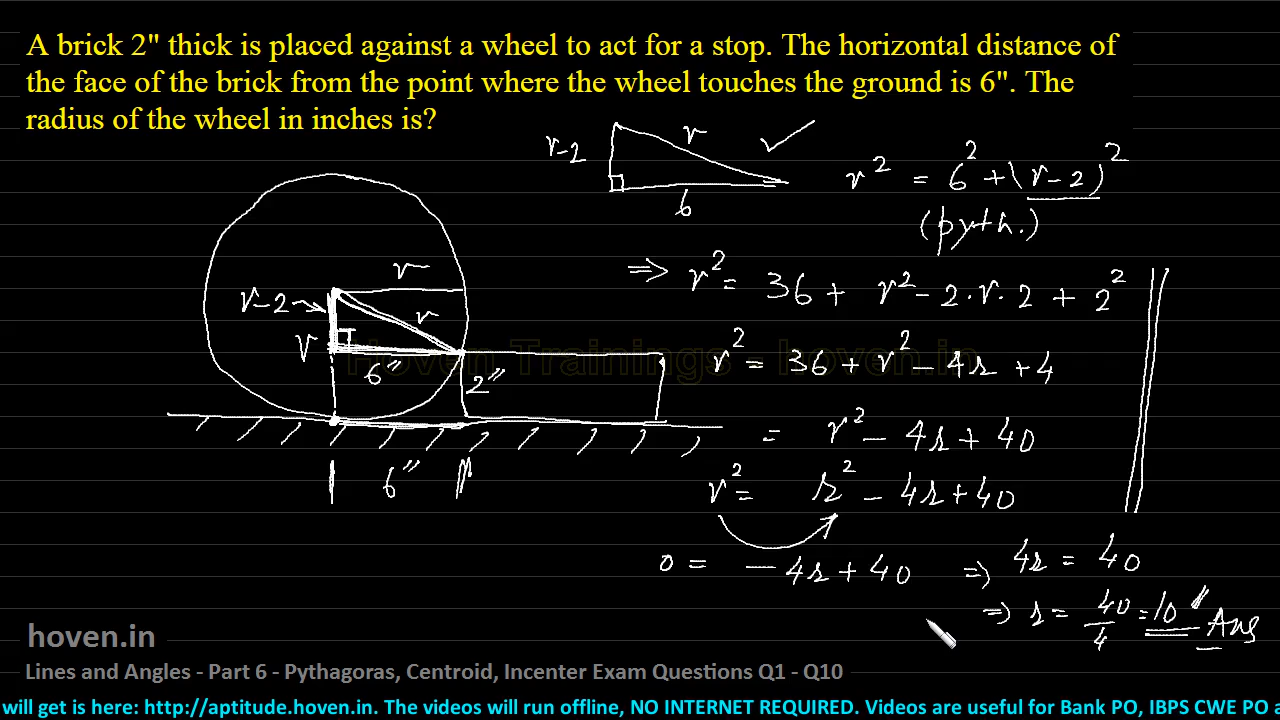 A brick 2" thick is placed against a wheel to act for a stop. The horizontal distance of
the face of the brick from the point where the wheel touches the ground is 6". The
radius of the wheel in inches is?
r-2
r
6
r² = 6² + (r-2)²
(pyth.)
⇒ r² = 36 + r² - 2·r·2 + 2²
r² = 36 + r² - 4r + 4
= r² - 4r + 40
r² = r² - 4r + 40
0 = - 4r + 40 ⇒ 4r = 40
⇒ r = 40/4 = 10" Ans
r
r-2
r
r
6"
2"
6"
Hoven Trainings - hoven.in
hoven.in
Lines and Angles - Part 6 - Pythagoras, Centroid, Incenter Exam Questions Q1 - Q10
will get is here: http://aptitude.hoven.in. The videos will run offline, NO INTERNET REQUIRED. Videos are useful for Bank PO, IBPS CWE PO a